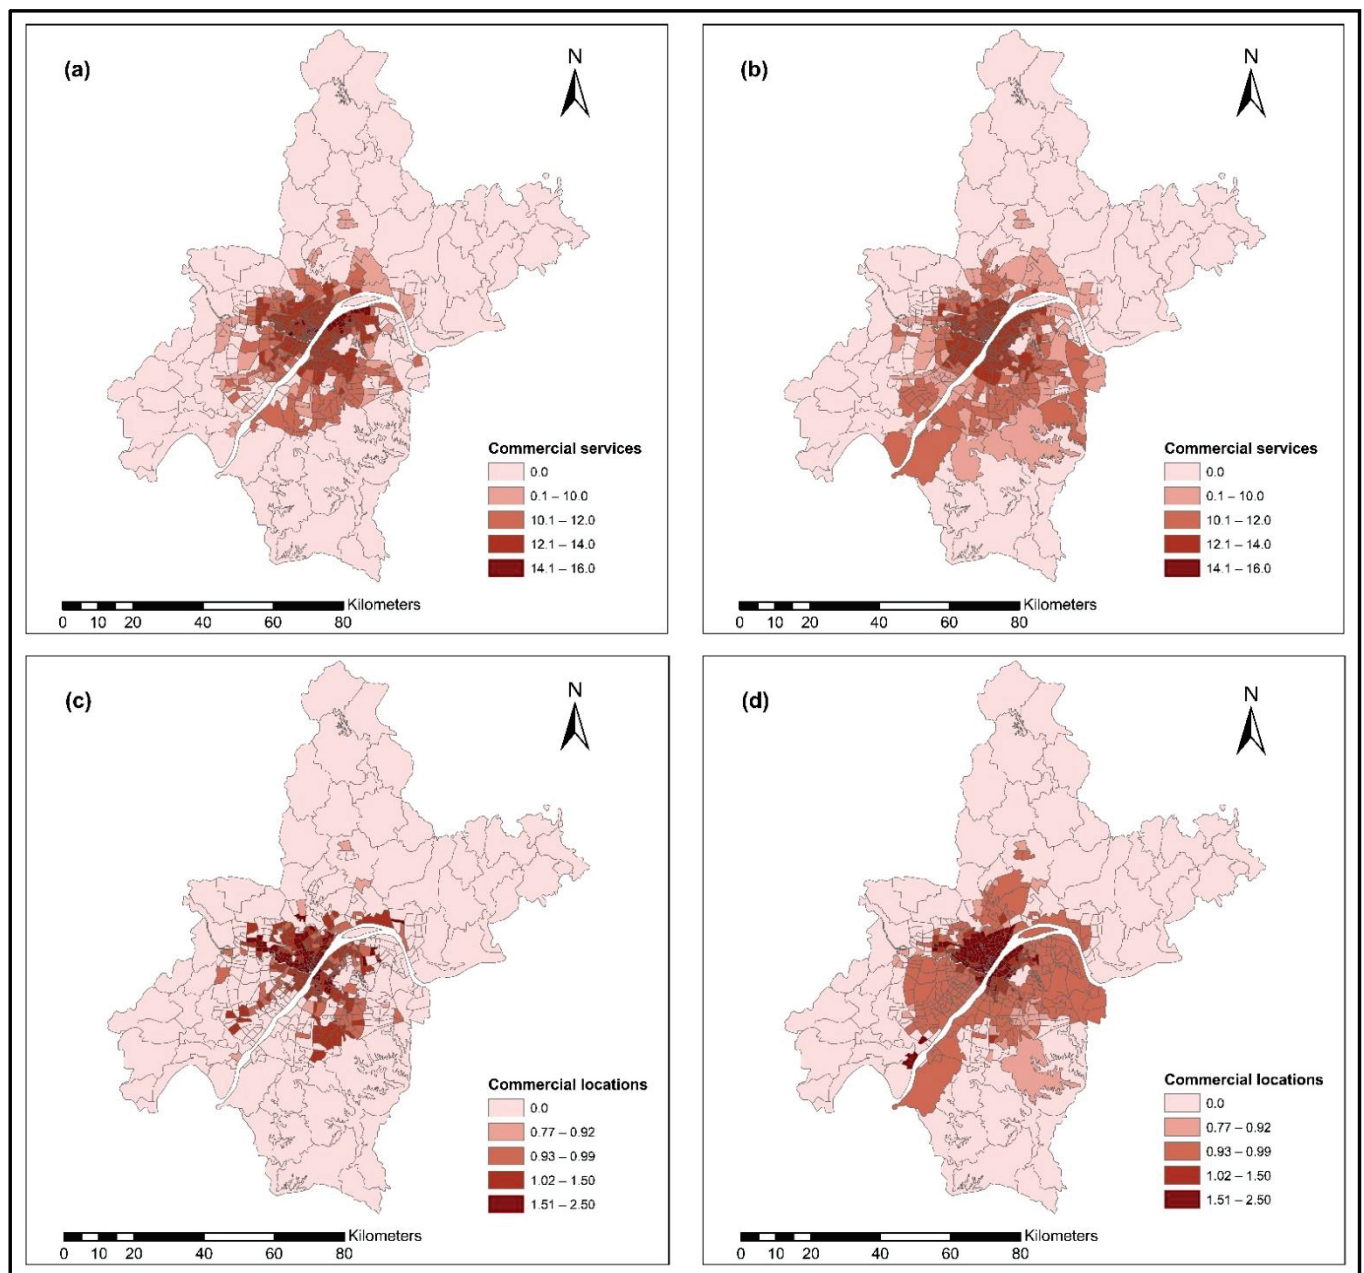 (a)
N
Commercial services
0.0
0.1 – 10.0
10.1 – 12.0
12.1 – 14.0
14.1 – 16.0
Kilometers
0 10 20 40 60 80
(b)
N
Commercial services
0.0
0.1 – 10.0
10.1 – 12.0
12.1 – 14.0
14.1 – 16.0
Kilometers
0 10 20 40 60 80
(c)
N
Commercial locations
0.0
0.77 – 0.92
0.93 – 0.99
1.02 – 1.50
1.51 – 2.50
Kilometers
0 10 20 40 60 80
(d)
N
Commercial locations
0.0
0.77 – 0.92
0.93 – 0.99
1.02 – 1.50
1.51 – 2.50
Kilometers
0 10 20 40 60 80